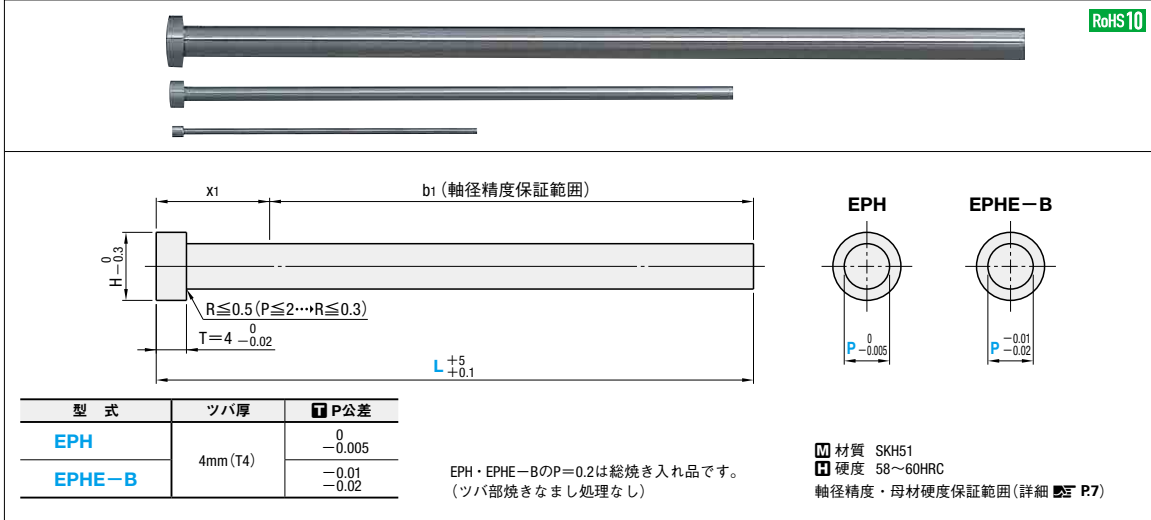 RoHS10
x1
b1(軸径精度保証範囲)
EPH
EPHE−B
H 0 −0.3
R≦0.5(P≦2…▸R≦0.3)
T=4 0 −0.02
P 0 −0.005
P −0.01 −0.02
L +5 +0.1
型 式 ツバ厚 T P公差
EPH 4mm(T4) 0 −0.005
EPHE−B −0.01 −0.02
EPH・EPHE−BのP=0.2は総焼き入れ品です。
(ツバ部焼きなまし処理なし)
M 材質 SKH51
H 硬度 58〜60HRC
軸径精度・母材硬度保証範囲(詳細 P.7)